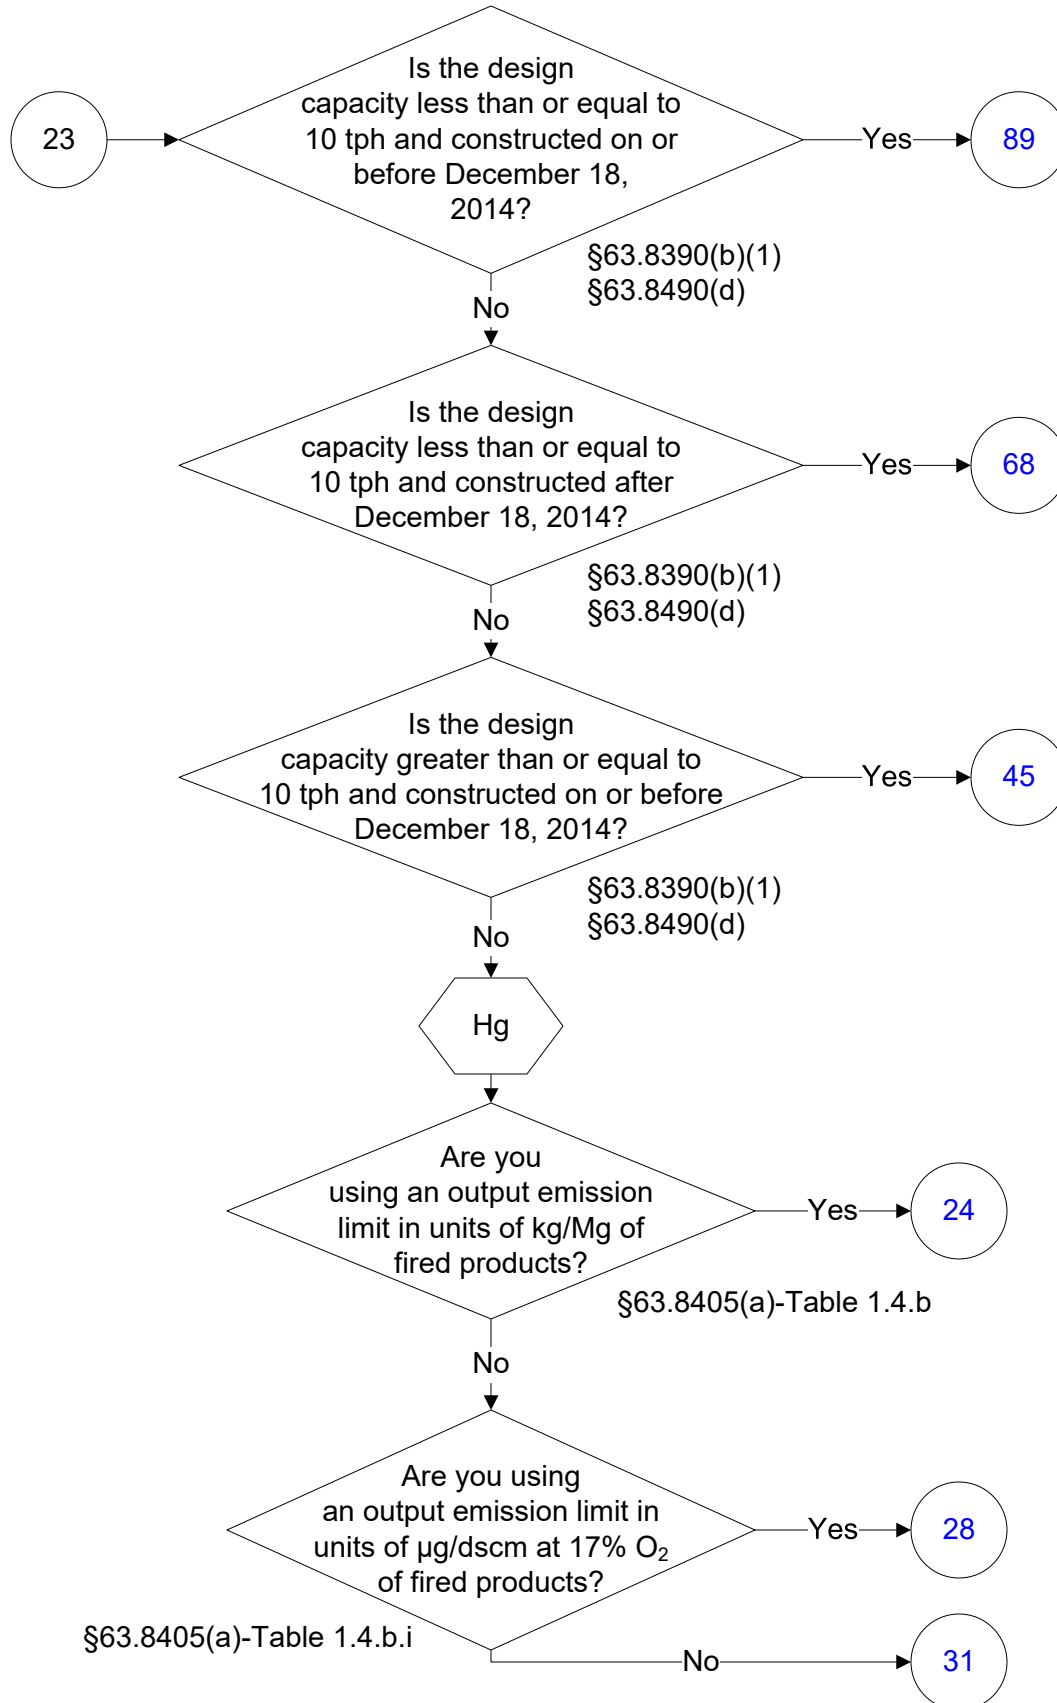 Is the design
capacity less than or equal to
10 tph and constructed on or
before December 18,
2014?
23
Yes
89
§63.8390(b)(1)
§63.8490(d)
No
Is the design
capacity less than or equal to
10 tph and constructed after
December 18, 2014?
Yes
68
§63.8390(b)(1)
§63.8490(d)
No
Is the design
capacity greater than or equal to
10 tph and constructed on or before
December 18, 2014?
Yes
45
§63.8390(b)(1)
§63.8490(d)
No
Hg
Are you
using an output emission
limit in units of kg/Mg of
fired products?
Yes
24
§63.8405(a)-Table 1.4.b
No
Are you using
an output emission limit in
units of µg/dscm at 17% O₂
of fired products?
Yes
28
§63.8405(a)-Table 1.4.b.i
No
31